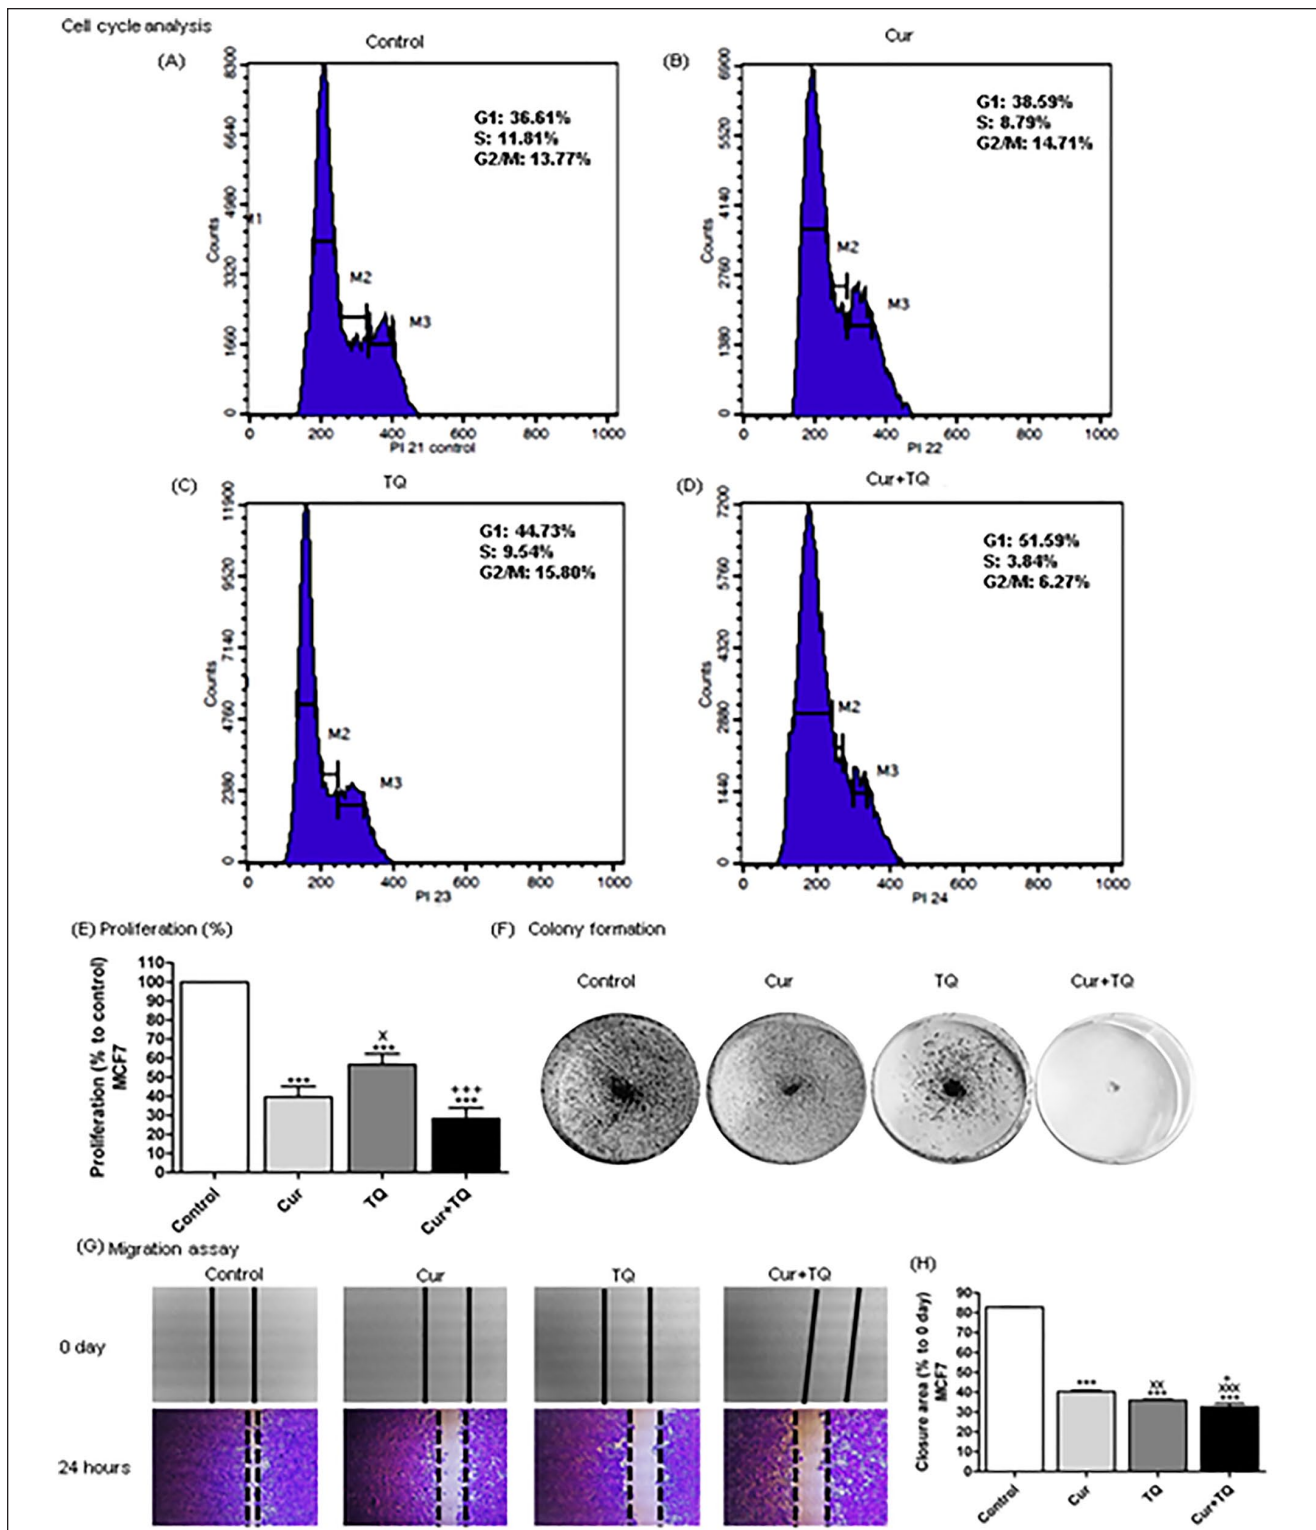 Cell cycle analysis
(A)
Control
8300
6640
4980
3320
1660
0
Counts
G1: 36.61%
S: 11.81%
G2/M: 13.77%
M2
M3
0 200 400 600 800 1000
PI 21 control
(B)
Cur
6900
5520
4140
2760
1380
0
Counts
G1: 38.59%
S: 8.79%
G2/M: 14.71%
M2
M3
0 200 400 600 800 1000
PI 22
(C)
TQ
11900
9520
7140
4760
2380
0
Counts
G1: 44.73%
S: 9.54%
G2/M: 15.80%
M2
M3
0 200 400 600 800 1000
PI 23
(D)
Cur+TQ
7200
5760
4320
2880
1440
0
Counts
G1: 51.59%
S: 3.84%
G2/M: 6.27%
M2
M3
0 200 400 600 800 1000
PI 24
(E) Proliferation (%)
Proliferation (% to control)
MCF7
110
100
90
80
70
60
50
40
30
20
10
0
***
X
***
+++
***
Control Cur TQ Cur+TQ
(F) Colony formation
Control Cur TQ Cur+TQ
(G) Migration assay
Control Cur TQ Cur+TQ
0 day
24 hours
(H)
Closure area (% to 0 day)
MCF7
90
80
70
60
50
40
30
20
10
0
***
XX
***
+
XXX
***
Control Cur TQ Cur+TQ